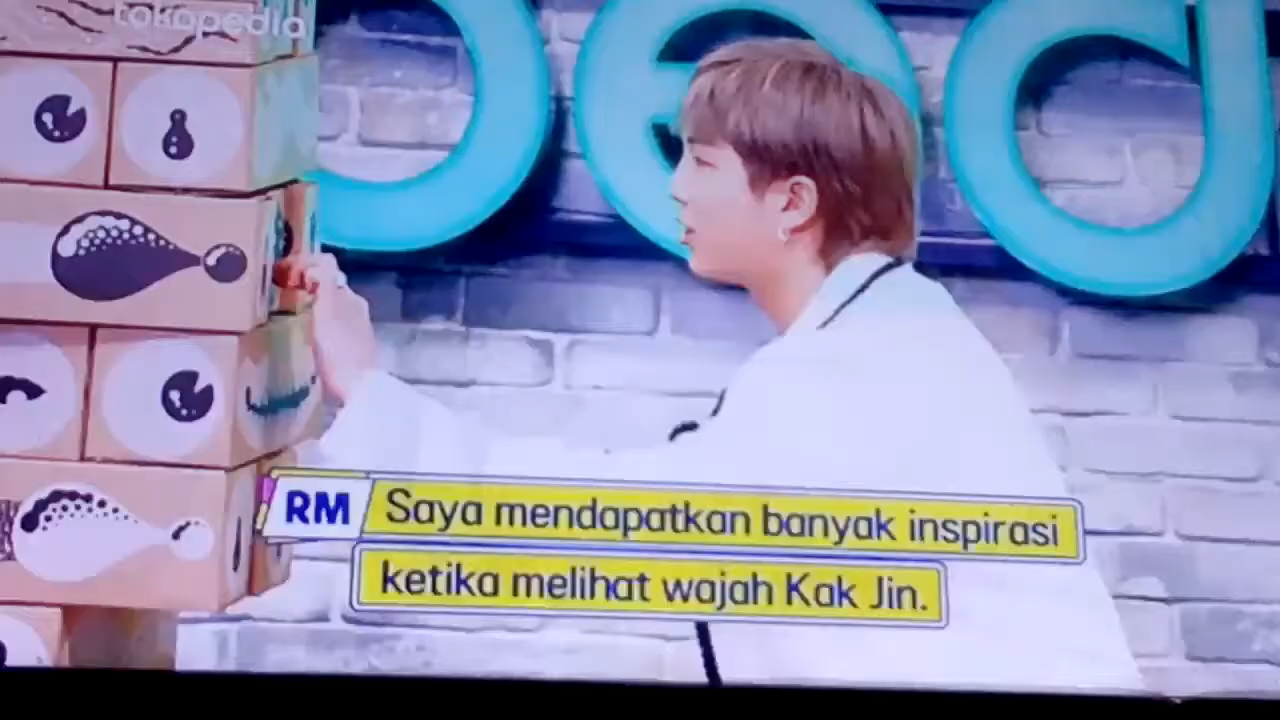 tokopedia
RM Saya mendapatkan banyak inspirasi
ketika melihat wajah Kak Jin.